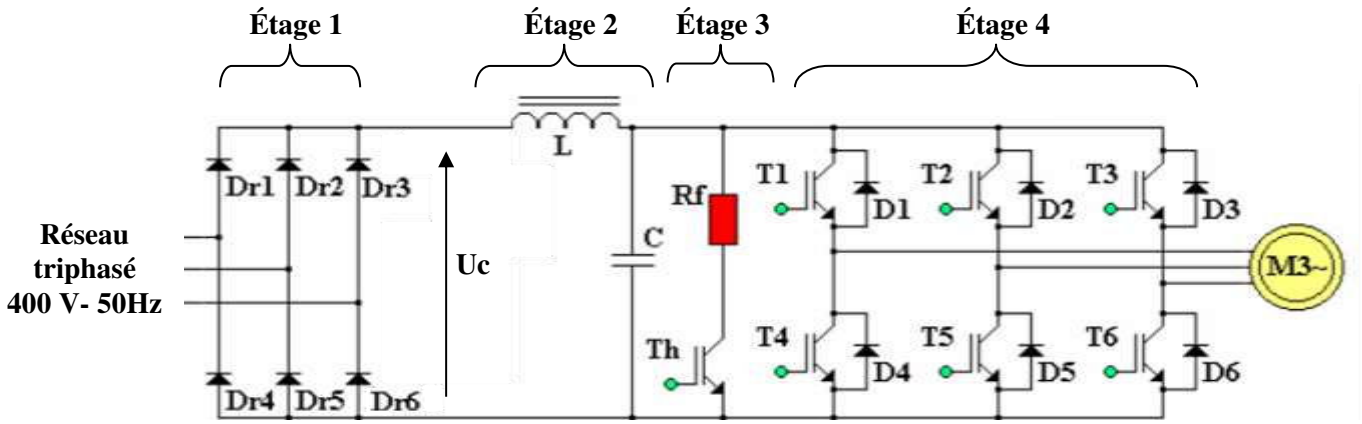 Étage 1 Étage 2 Étage 3 Étage 4
L
T1 T2 T3
Dr1 Dr2 Dr3
Rf
D1 D2 D3
Réseau
triphasé
400 V- 50Hz
Uc
C
M3~
Th
T4 T5 T6
Dr4 Dr5 Dr6
D4 D5 D6